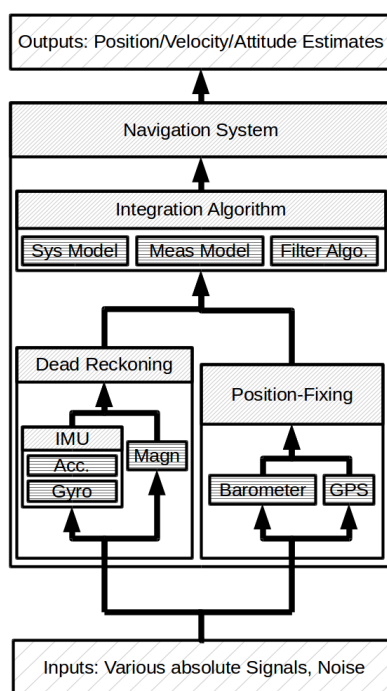 Outputs: Position/Velocity/Attitude Estimates
Navigation System
Integration Algorithm
Sys Model Meas Model Filter Algo.
Dead Reckoning
Position-Fixing
IMU
Acc.
Gyro
Magn
Barometer GPS
Inputs: Various absolute Signals, Noise